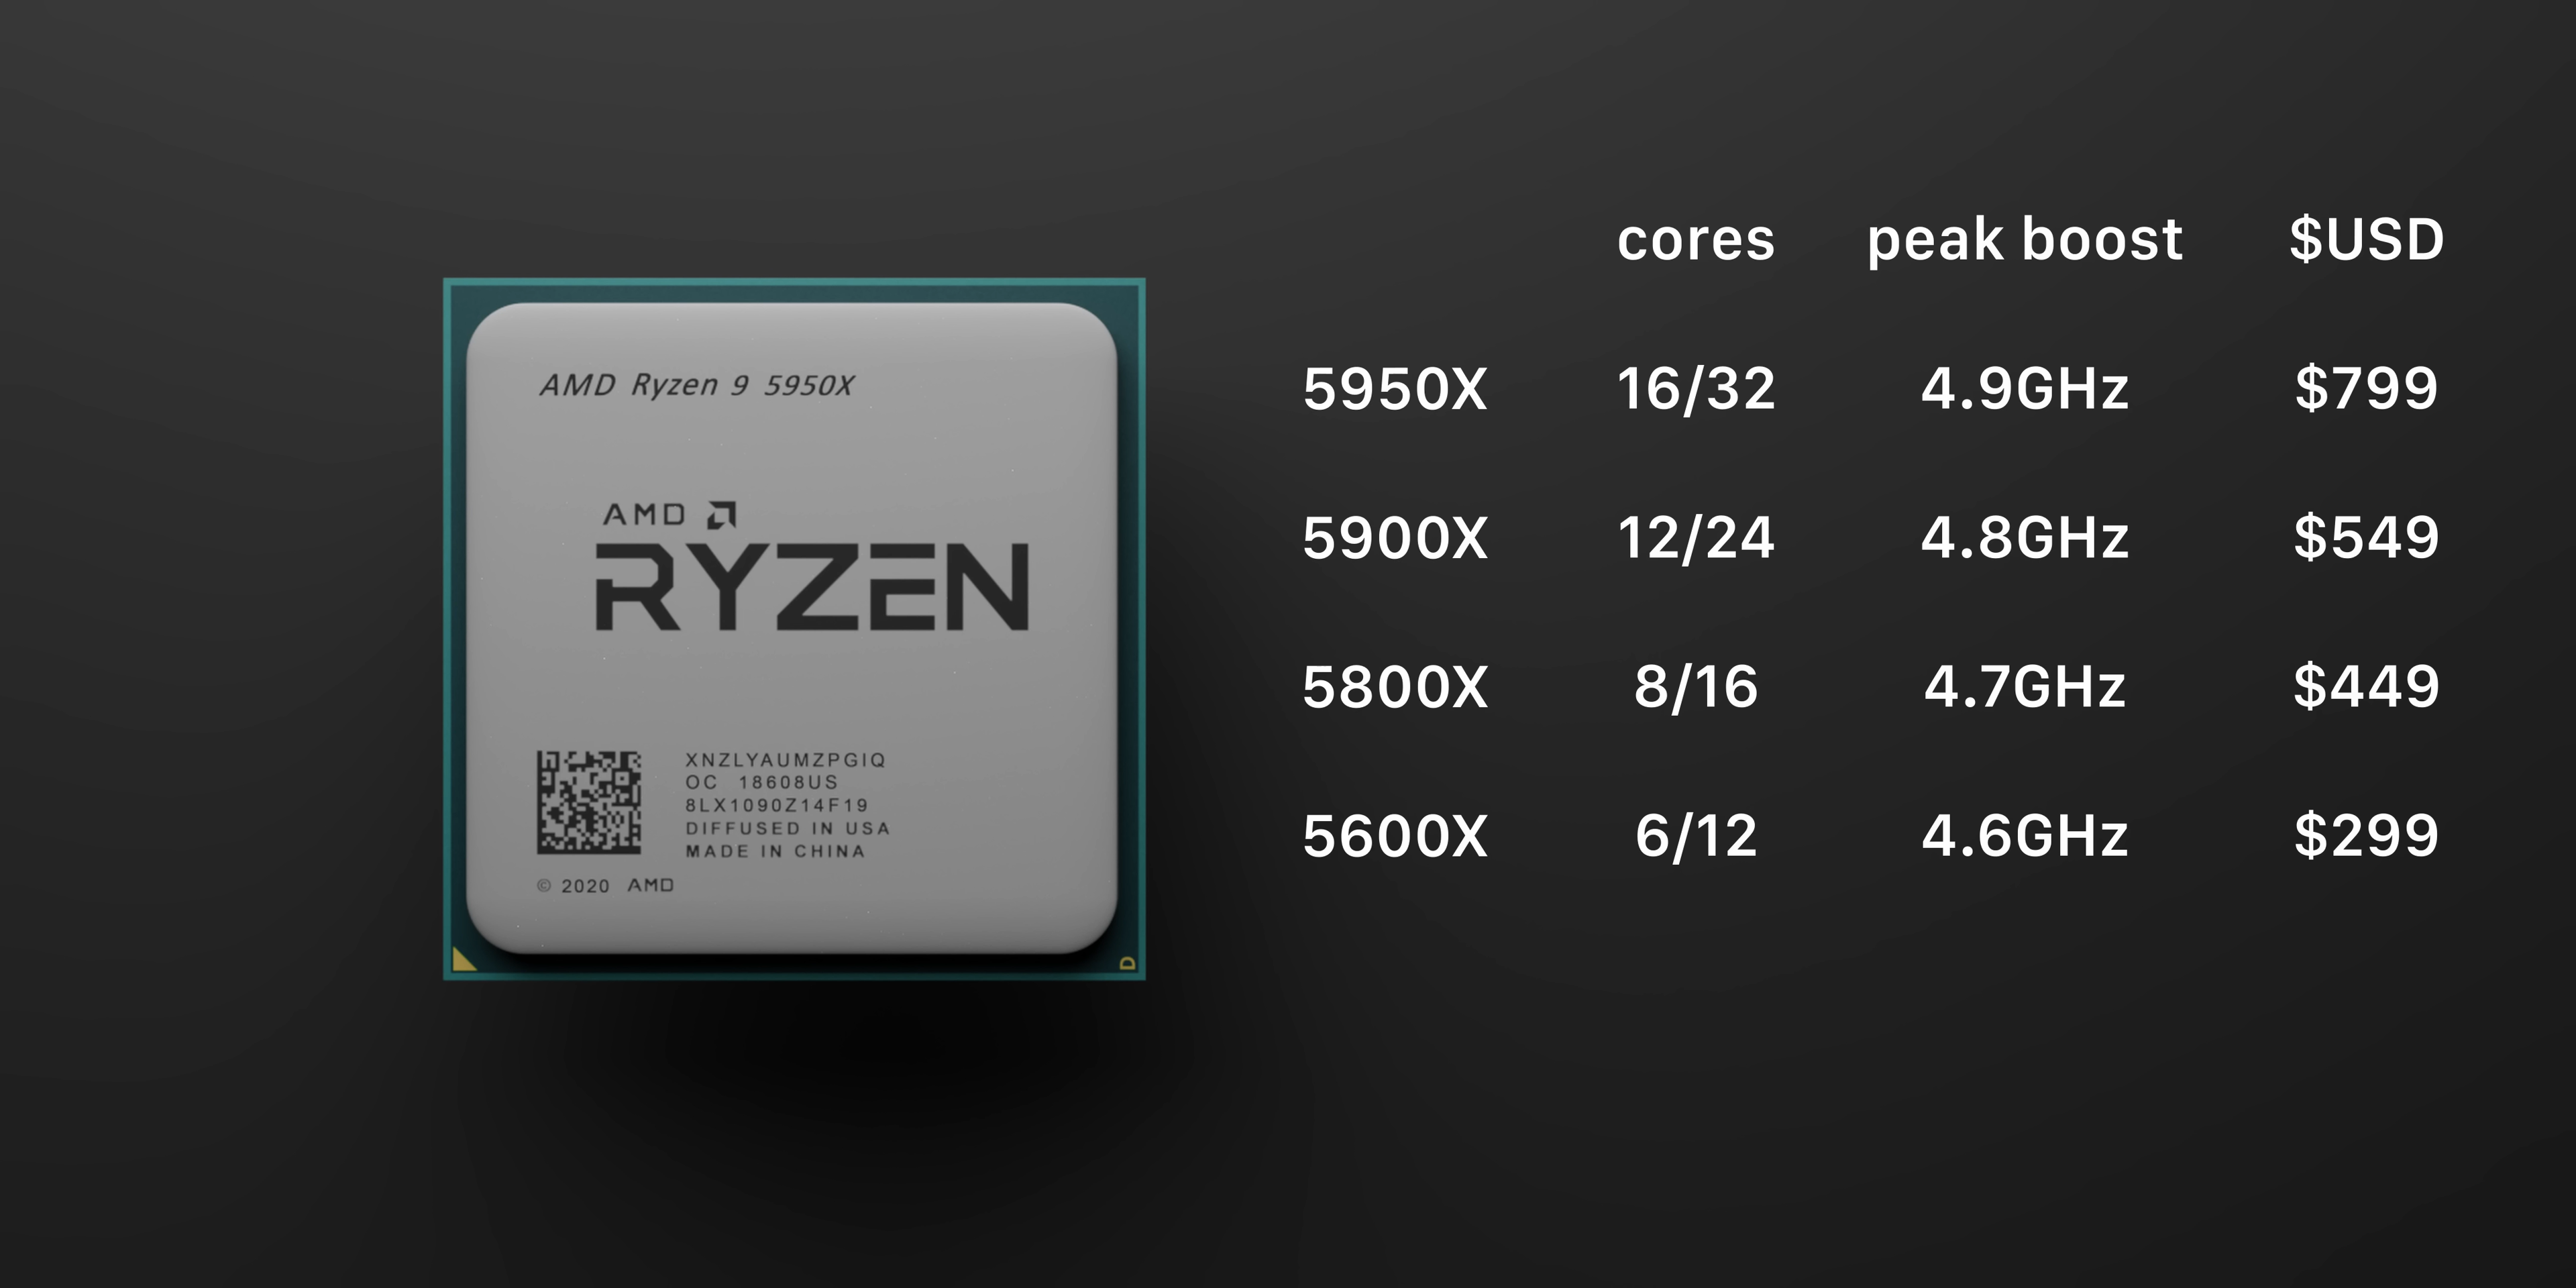 AMD Ryzen 9 5950X
AMD
RYZEN
XNZLYAUMZPGIQ
OC 18608US
8LX1090Z14F19
DIFFUSED IN USA
MADE IN CHINA
© 2020 AMD
D
cores peak boost $USD
5950X 16/32 4.9GHz $799
5900X 12/24 4.8GHz $549
5800X 8/16 4.7GHz $449
5600X 6/12 4.6GHz $299